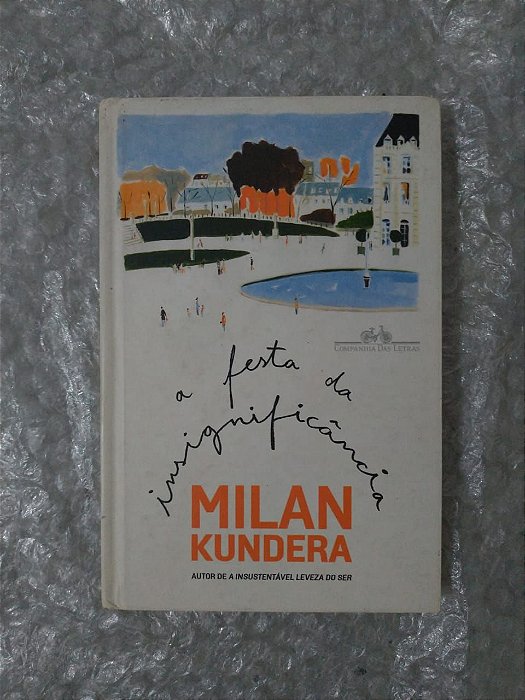 COMPANHIA DAS LETRAS
a festa da
insignificância
MILAN
KUNDERA
AUTOR DE A INSUSTENTÁVEL LEVEZA DO SER